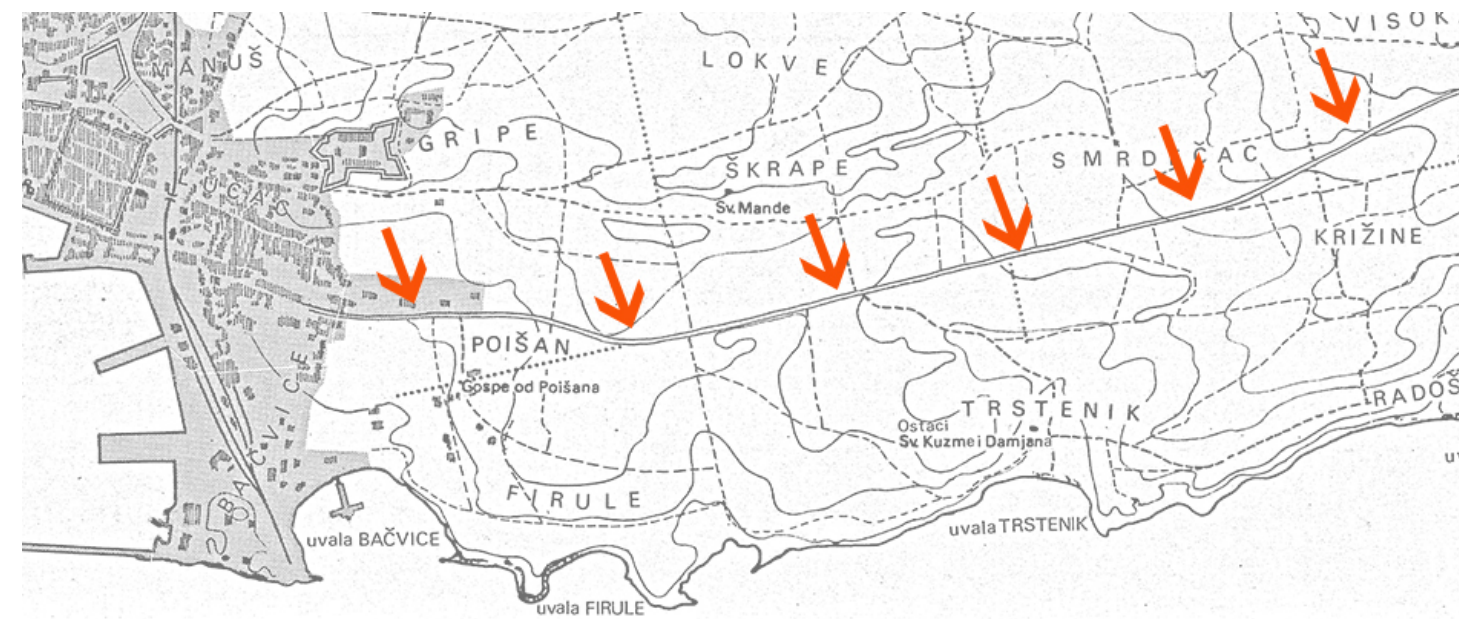 VISOK
MANUŠ
LOKVE
GRIPE
SMRDEČAC
ŠKRAPE
LUČAC
Sv. Mande
KRIŽINE
POIŠAN
Gospe od Poišana
BAČVICE
RADOŠ
TRSTENIK
Ostaci
Sv. Kuzme i Damjana
FIRULE
uvala TRSTENIK
uvala BAČVICE
uvala FIRULE